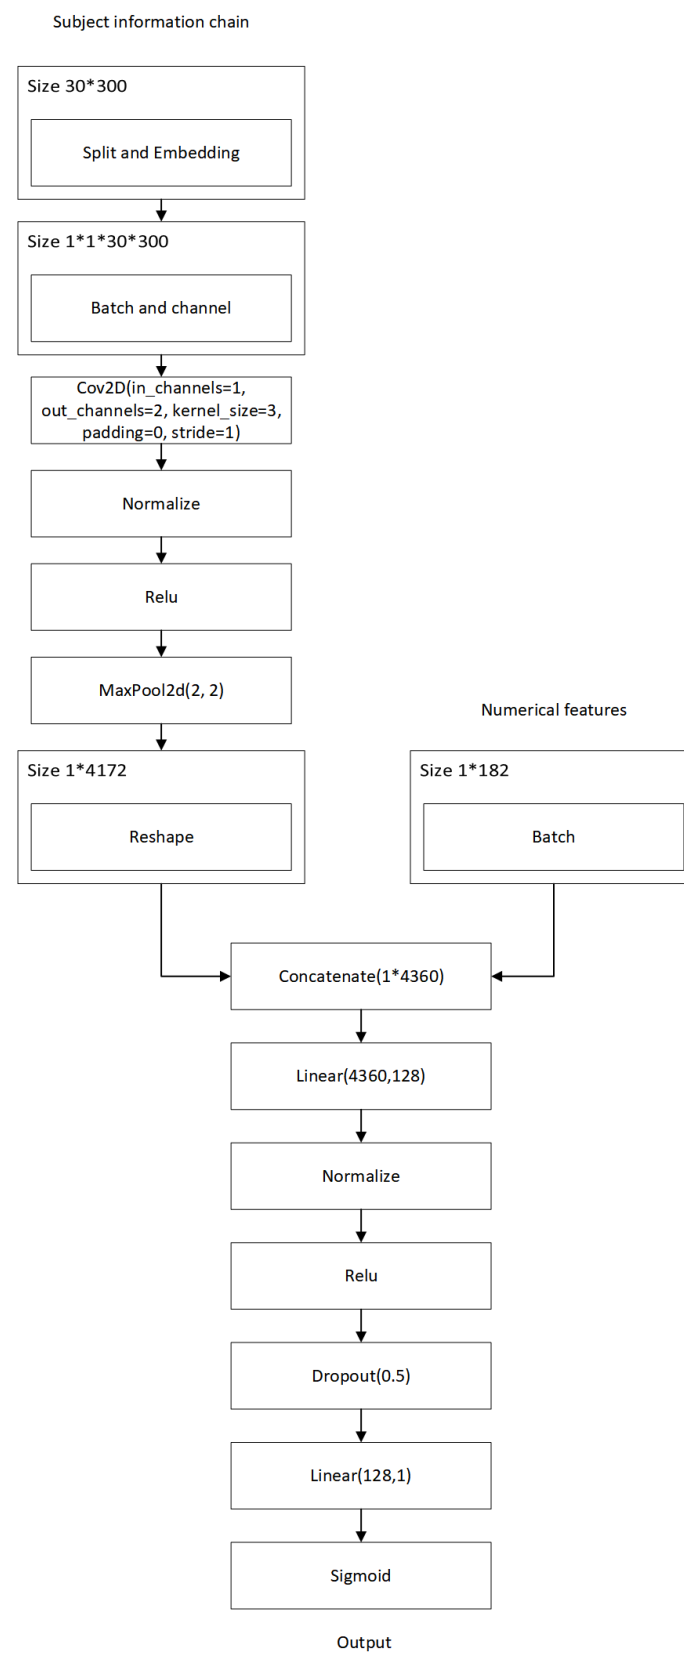 Subject information chain
Size 30*300
Split and Embedding
Size 1*1*30*300
Batch and channel
Cov2D(in_channels=1,
out_channels=2, kernel_size=3,
padding=0, stride=1)
Normalize
Relu
MaxPool2d(2, 2)
Numerical features
Size 1*4172
Reshape
Size 1*182
Batch
Concatenate(1*4360)
Linear(4360,128)
Normalize
Relu
Dropout(0.5)
Linear(128,1)
Sigmoid
Output